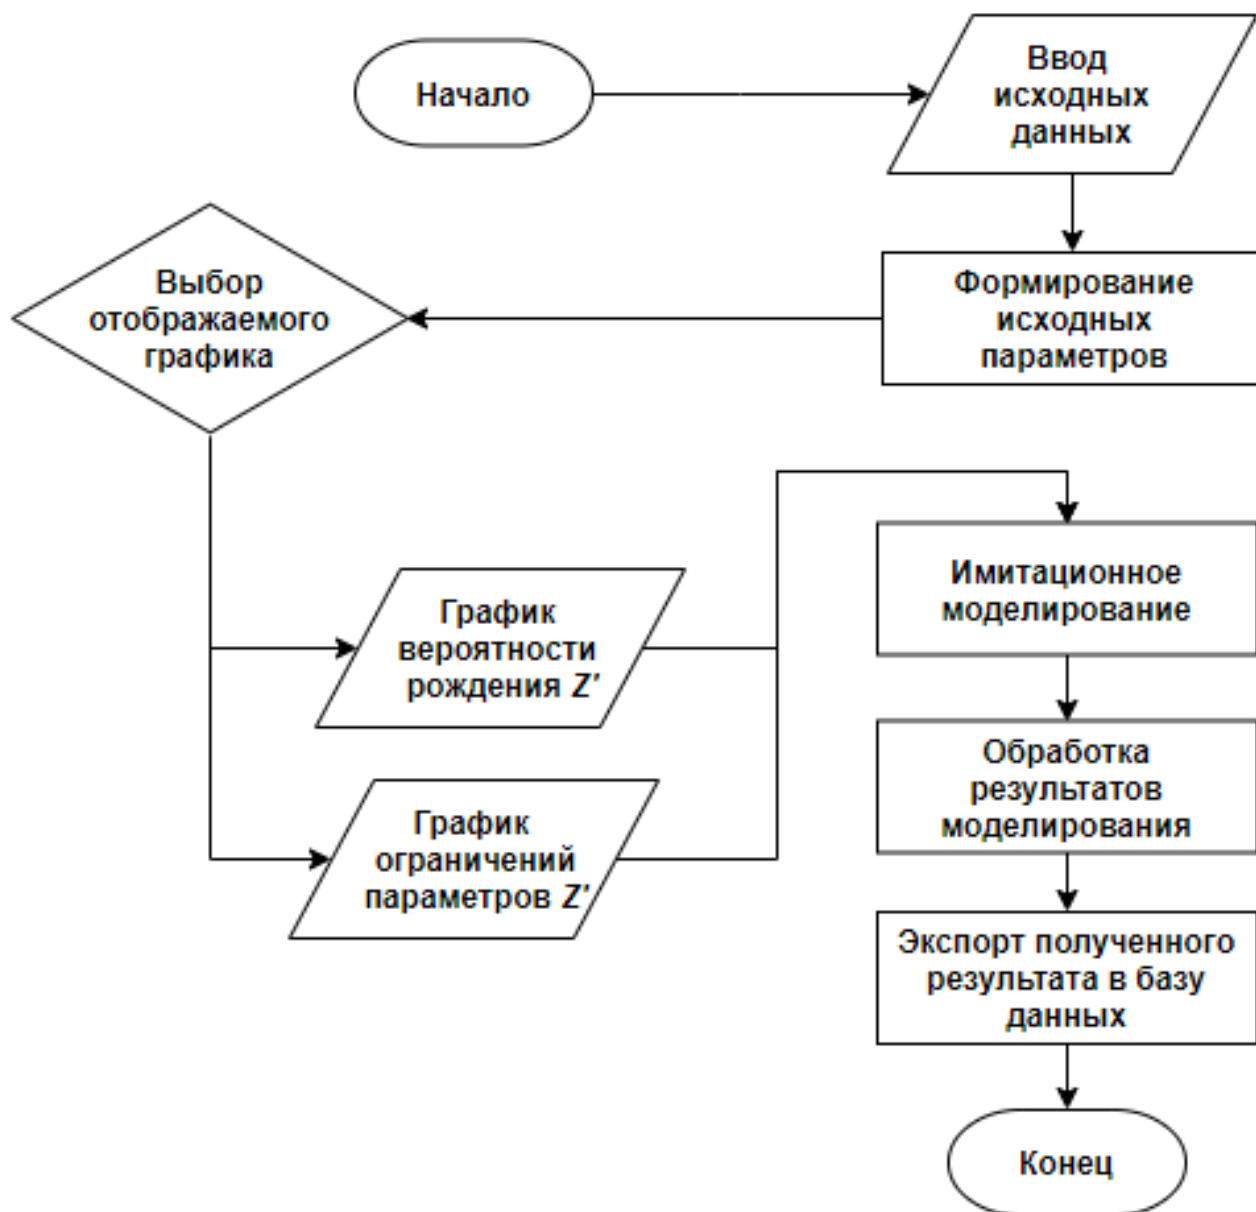 Начало
Ввод
исходных
данных
Формирование
исходных
параметров
Выбор
отображаемого
графика
График
вероятности
рождения Z'
График
ограничений
параметров Z'
Имитационное
моделирование
Обработка
результатов
моделирования
Экспорт полученного
результата в базу
данных
Конец